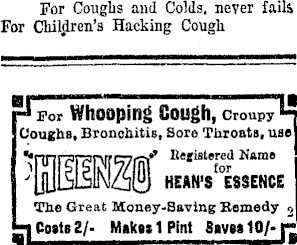 For Coughs and Colds, never fails
For Children's Hacking Cough
For Whooping Cough, Croupy
Coughs, Bronchitis, Sore Throats, use
"HEENZO" Registered Name
for
HEAN'S ESSENCE
The Great Money-Saving Remedy 2
Costs 2/- Makes 1 Pint Saves 10/-